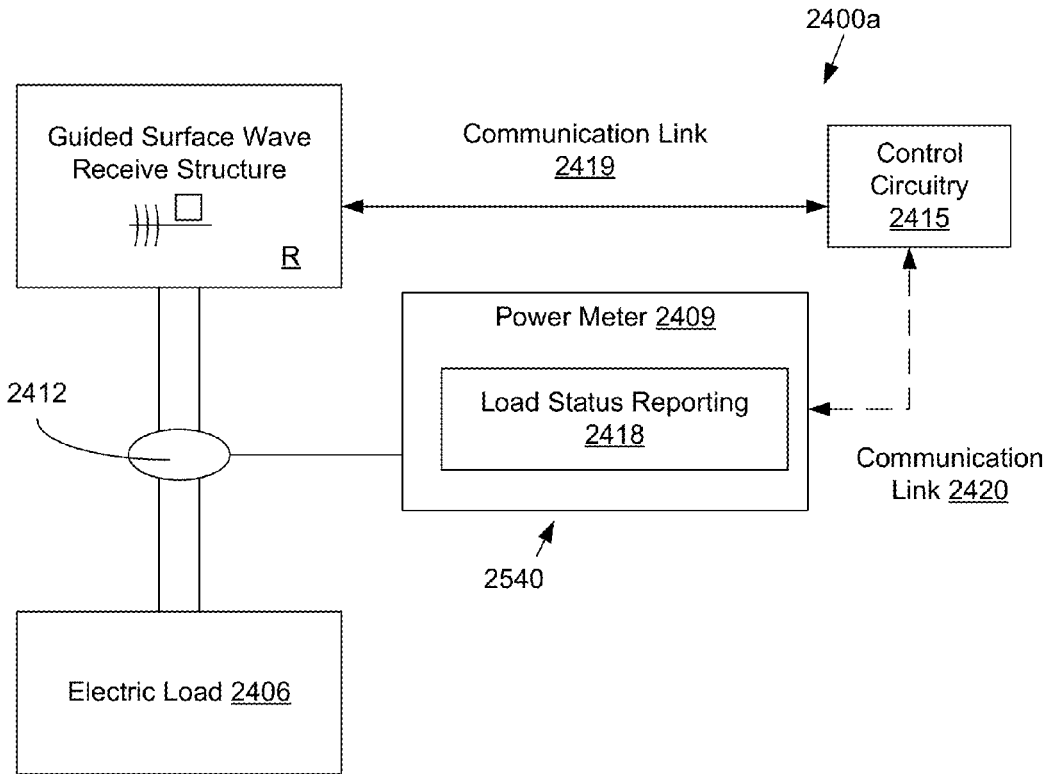 2400a
Guided Surface Wave
Receive Structure
R
Communication Link
2419
Control
Circuitry
2415
Power Meter 2409
Load Status Reporting
2418
2412
Communication
Link 2420
2540
Electric Load 2406